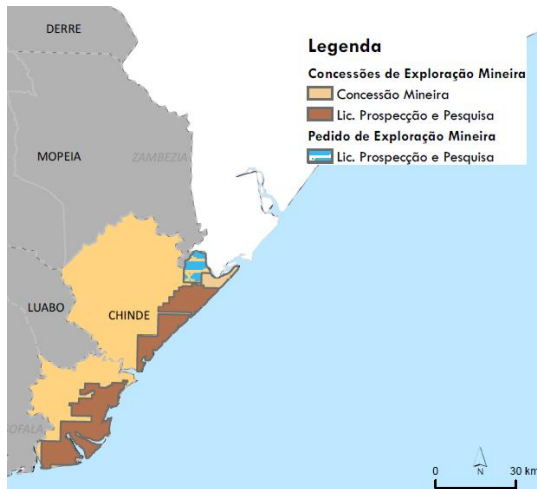 DERRE
MOPEIA
ZAMBEZIA
LUABO
CHINDE
SOFALA
Legenda
Concessões de Exploração Mineira
Concessão Mineira
Lic. Prospecção e Pesquisa
Pedido de Exploração Mineira
Lic. Prospecção e Pesquisa
N
0 30 km